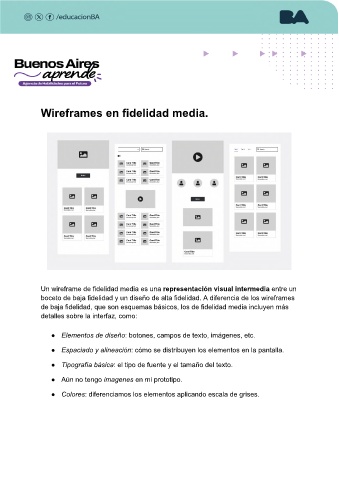 /educacionBA
BA
Buenos Aires
aprende
Agencia de Habilidades para el Futuro
Wireframes en fidelidad media.
Un wireframe de fidelidad media es una representación visual intermedia entre un
boceto de baja fidelidad y un diseño de alta fidelidad. A diferencia de los wireframes
de baja fidelidad, que son esquemas básicos, los de fidelidad media incluyen más
detalles sobre la interfaz, como:
● Elementos de diseño: botones, campos de texto, imágenes, etc.
● Espaciado y alineación: cómo se distribuyen los elementos en la pantalla.
● Tipografía básica: el tipo de fuente y el tamaño del texto.
● Aún no tengo imagenes en mi prototipo.
● Colores: diferenciamos los elementos aplicando escala de grises.